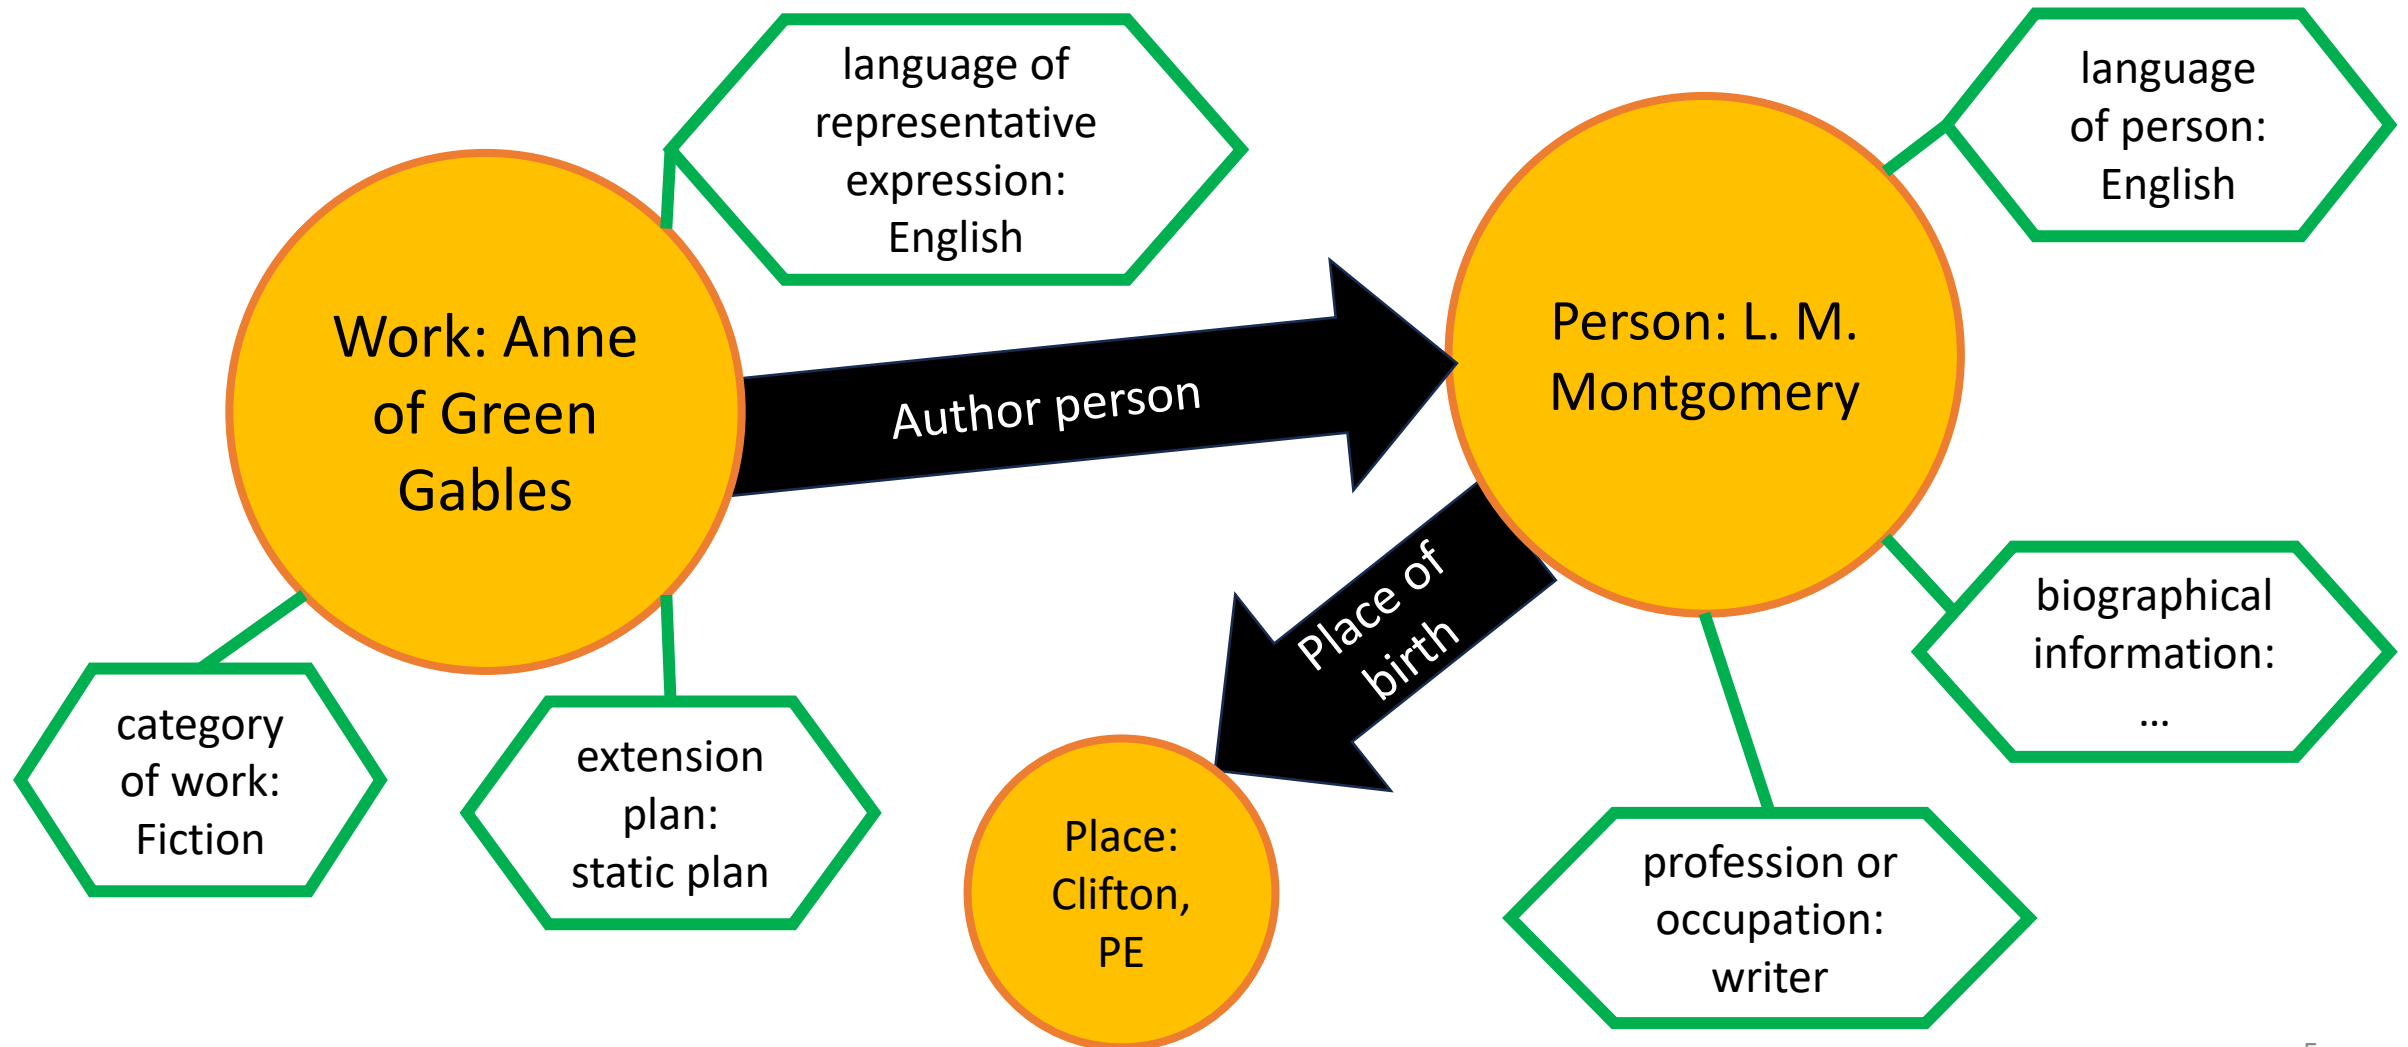 language of
representative
expression:
English
language
of person:
English
Work: Anne
of Green
Gables
Author person
Person: L. M.
Montgomery
Place of
birth
category
of work:
Fiction
extension
plan:
static plan
Place:
Clifton,
PE
biographical
information:
...
profession or
occupation:
writer